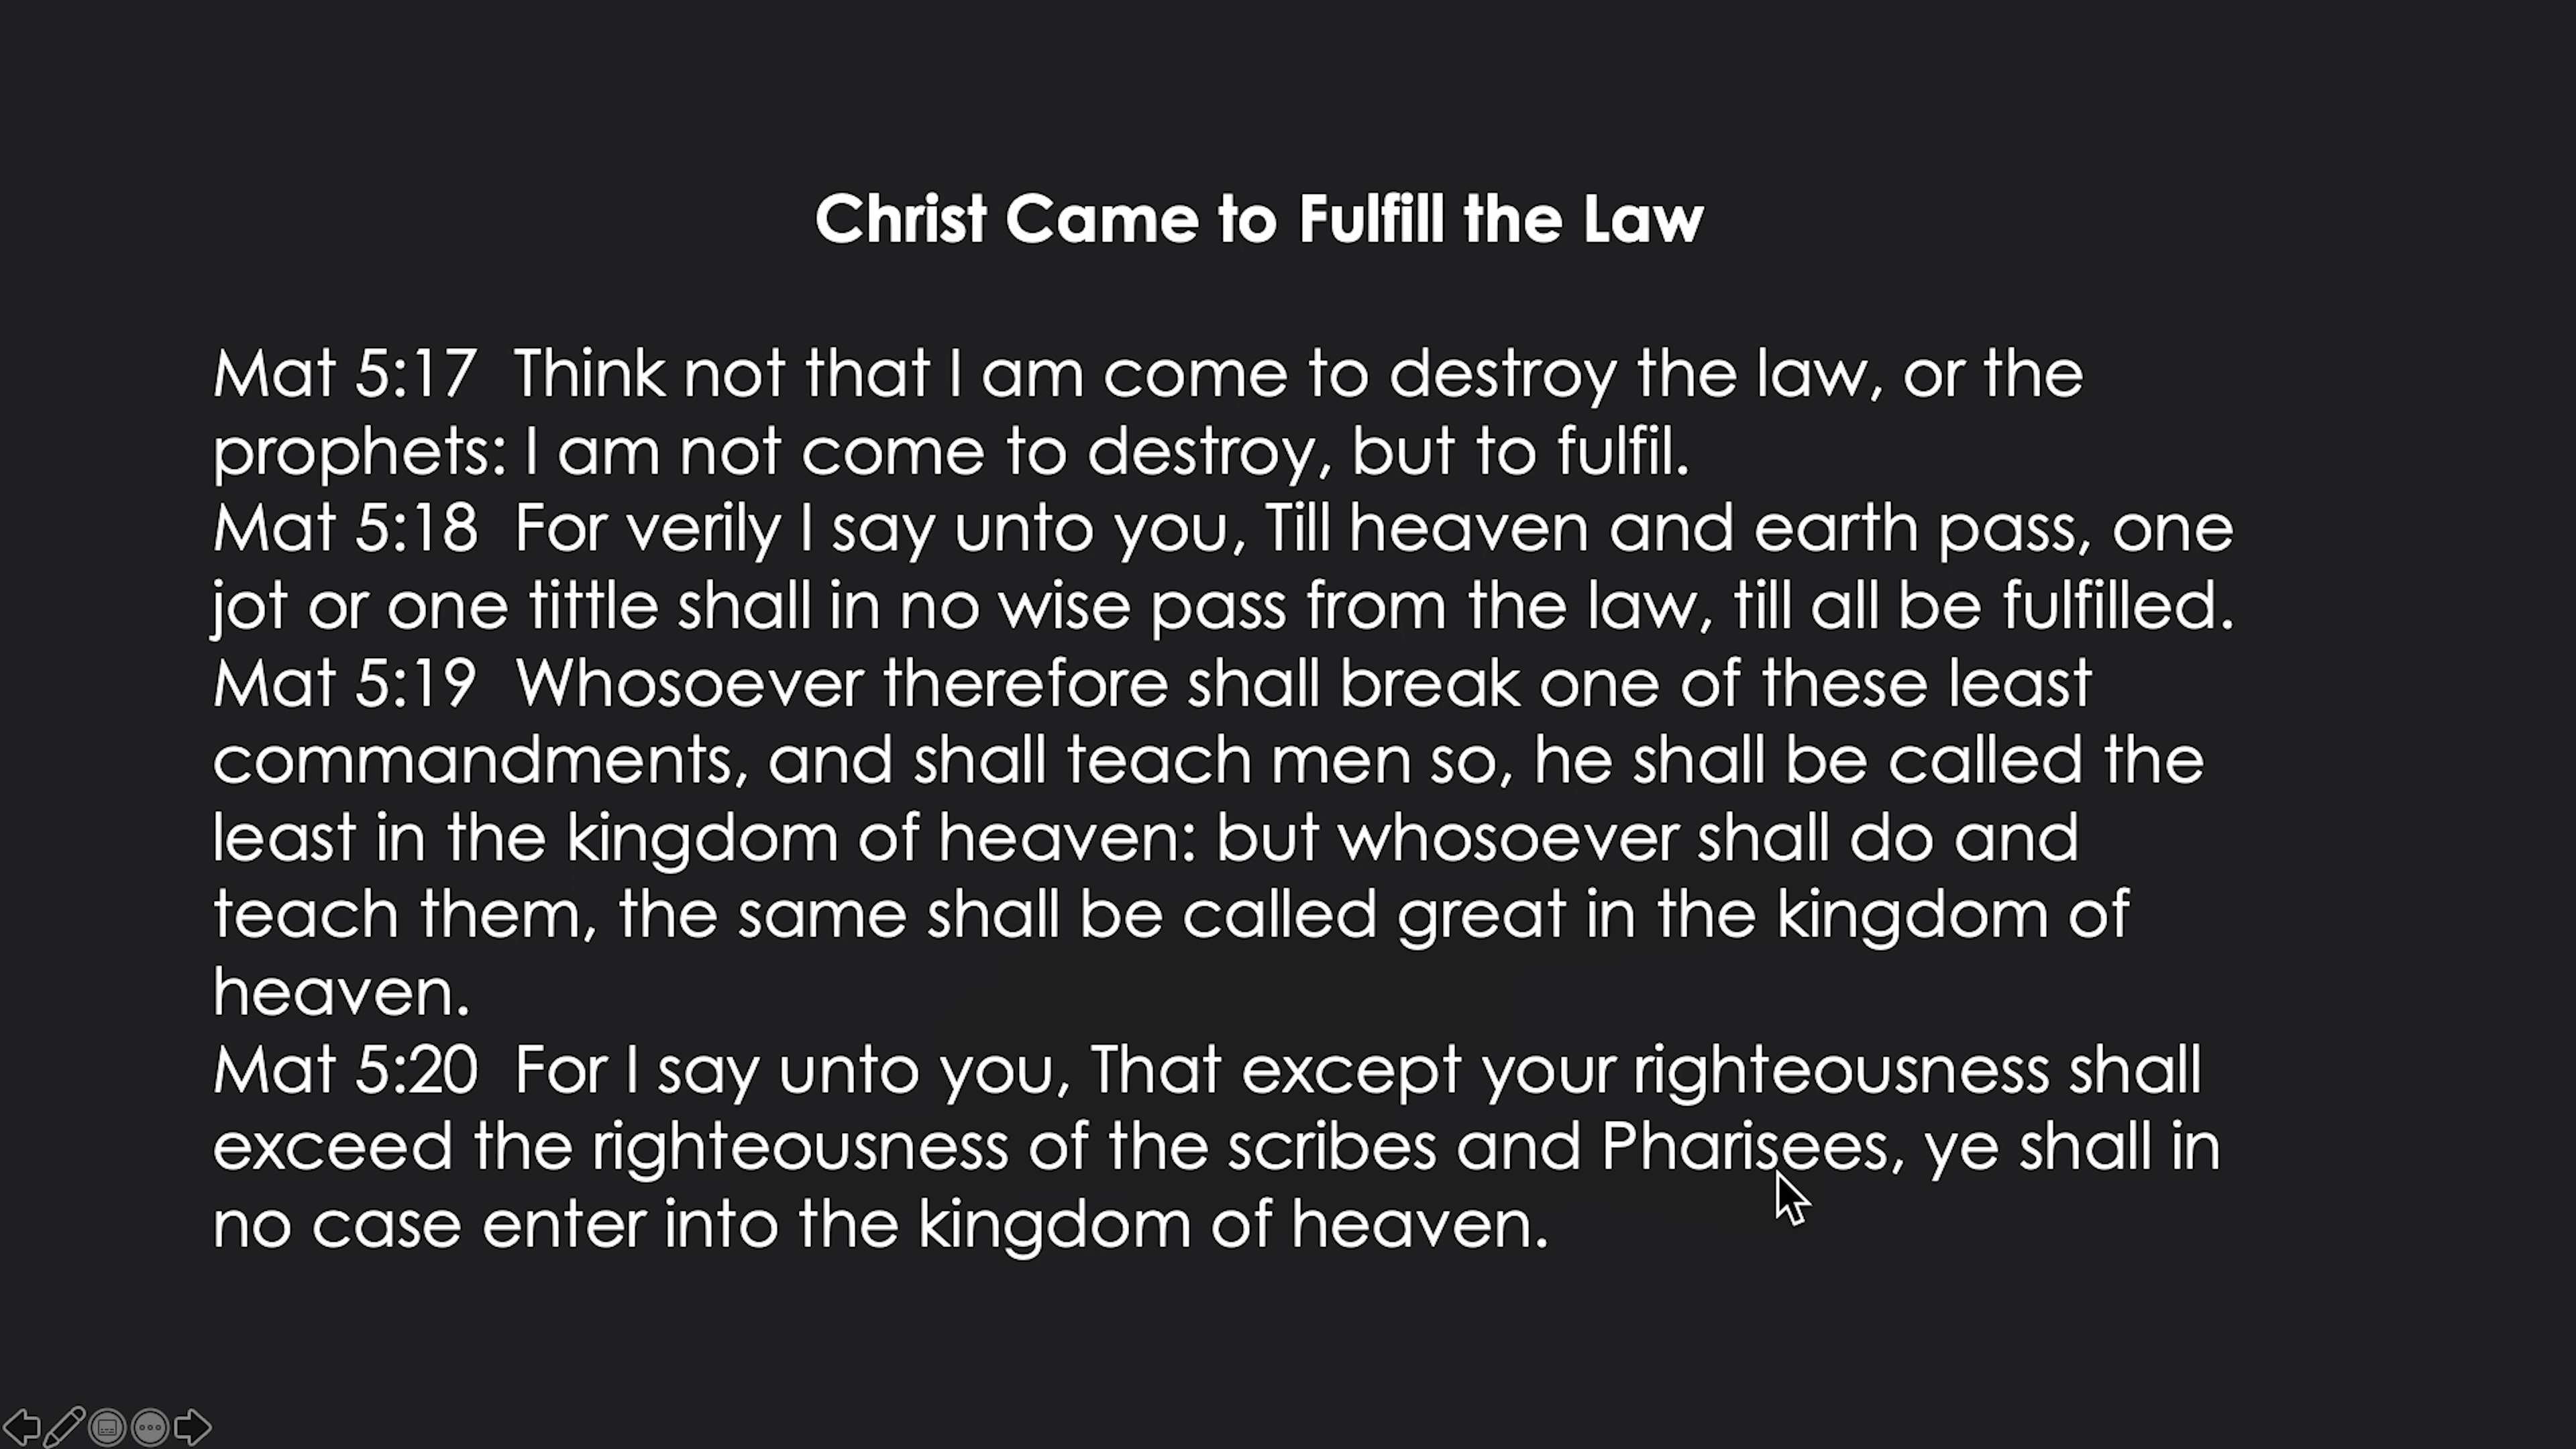 Christ Came to Fulfill the Law
Mat 5:17  Think not that I am come to destroy the law, or the
prophets: I am not come to destroy, but to fulfil.
Mat 5:18  For verily I say unto you, Till heaven and earth pass, one
jot or one tittle shall in no wise pass from the law, till all be fulfilled.
Mat 5:19  Whosoever therefore shall break one of these least
commandments, and shall teach men so, he shall be called the
least in the kingdom of heaven: but whosoever shall do and
teach them, the same shall be called great in the kingdom of
heaven.
Mat 5:20  For I say unto you, That except your righteousness shall
exceed the righteousness of the scribes and Pharisees, ye shall in
no case enter into the kingdom of heaven.